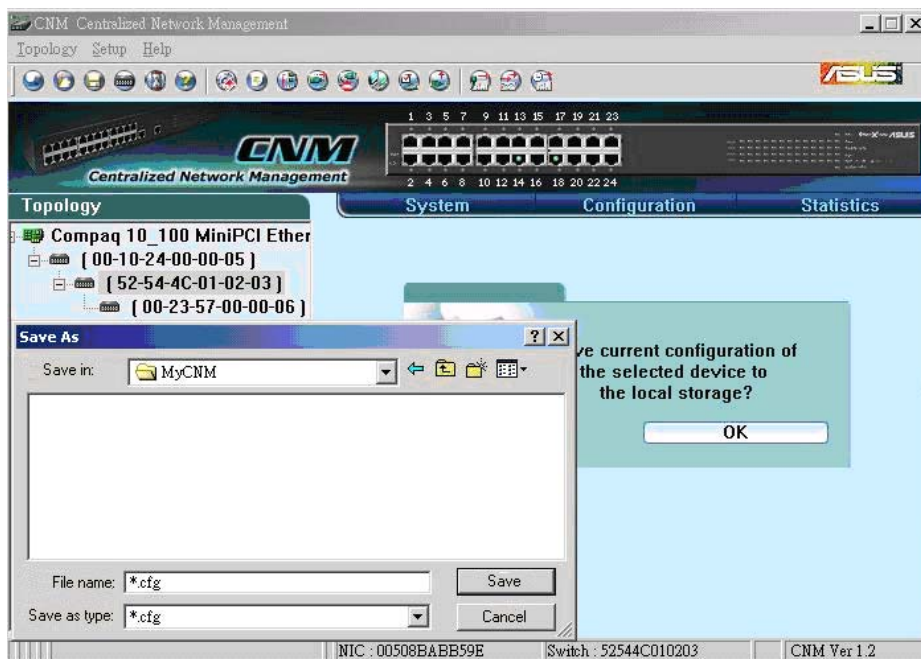 CNM Centralized Network Management
Topology Setup Help
ASUS
1 3 5 7 9 11 13 15 17 19 21 23
CNM
Centralized Network Management
2 4 6 8 10 12 14 16 18 20 22 24
Topology
System Configuration Statistics
Compaq 10_100 MiniPCI Ether
( 00-10-24-00-00-05 )
( 52-54-4C-01-02-03 )
( 00-23-57-00-00-06 )
Save As
Save in: MyCNM
current configuration of
the selected device to
the local storage?
OK
File name: *.cfg
Save
Save as type: *.cfg
Cancel
NIC : 00508BABB59E
Switch : 52544C010203
CNM Ver 1.2